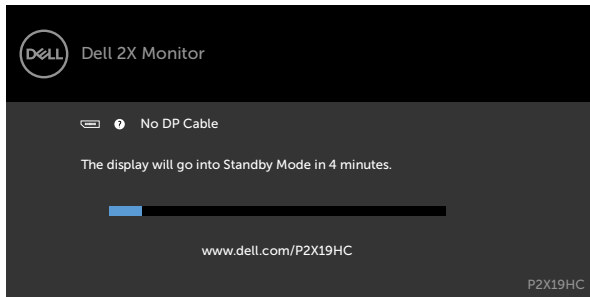 DELL
Dell 2X Monitor
? No DP Cable
The display will go into Standby Mode in 4 minutes.
www.dell.com/P2X19HC
P2X19HC